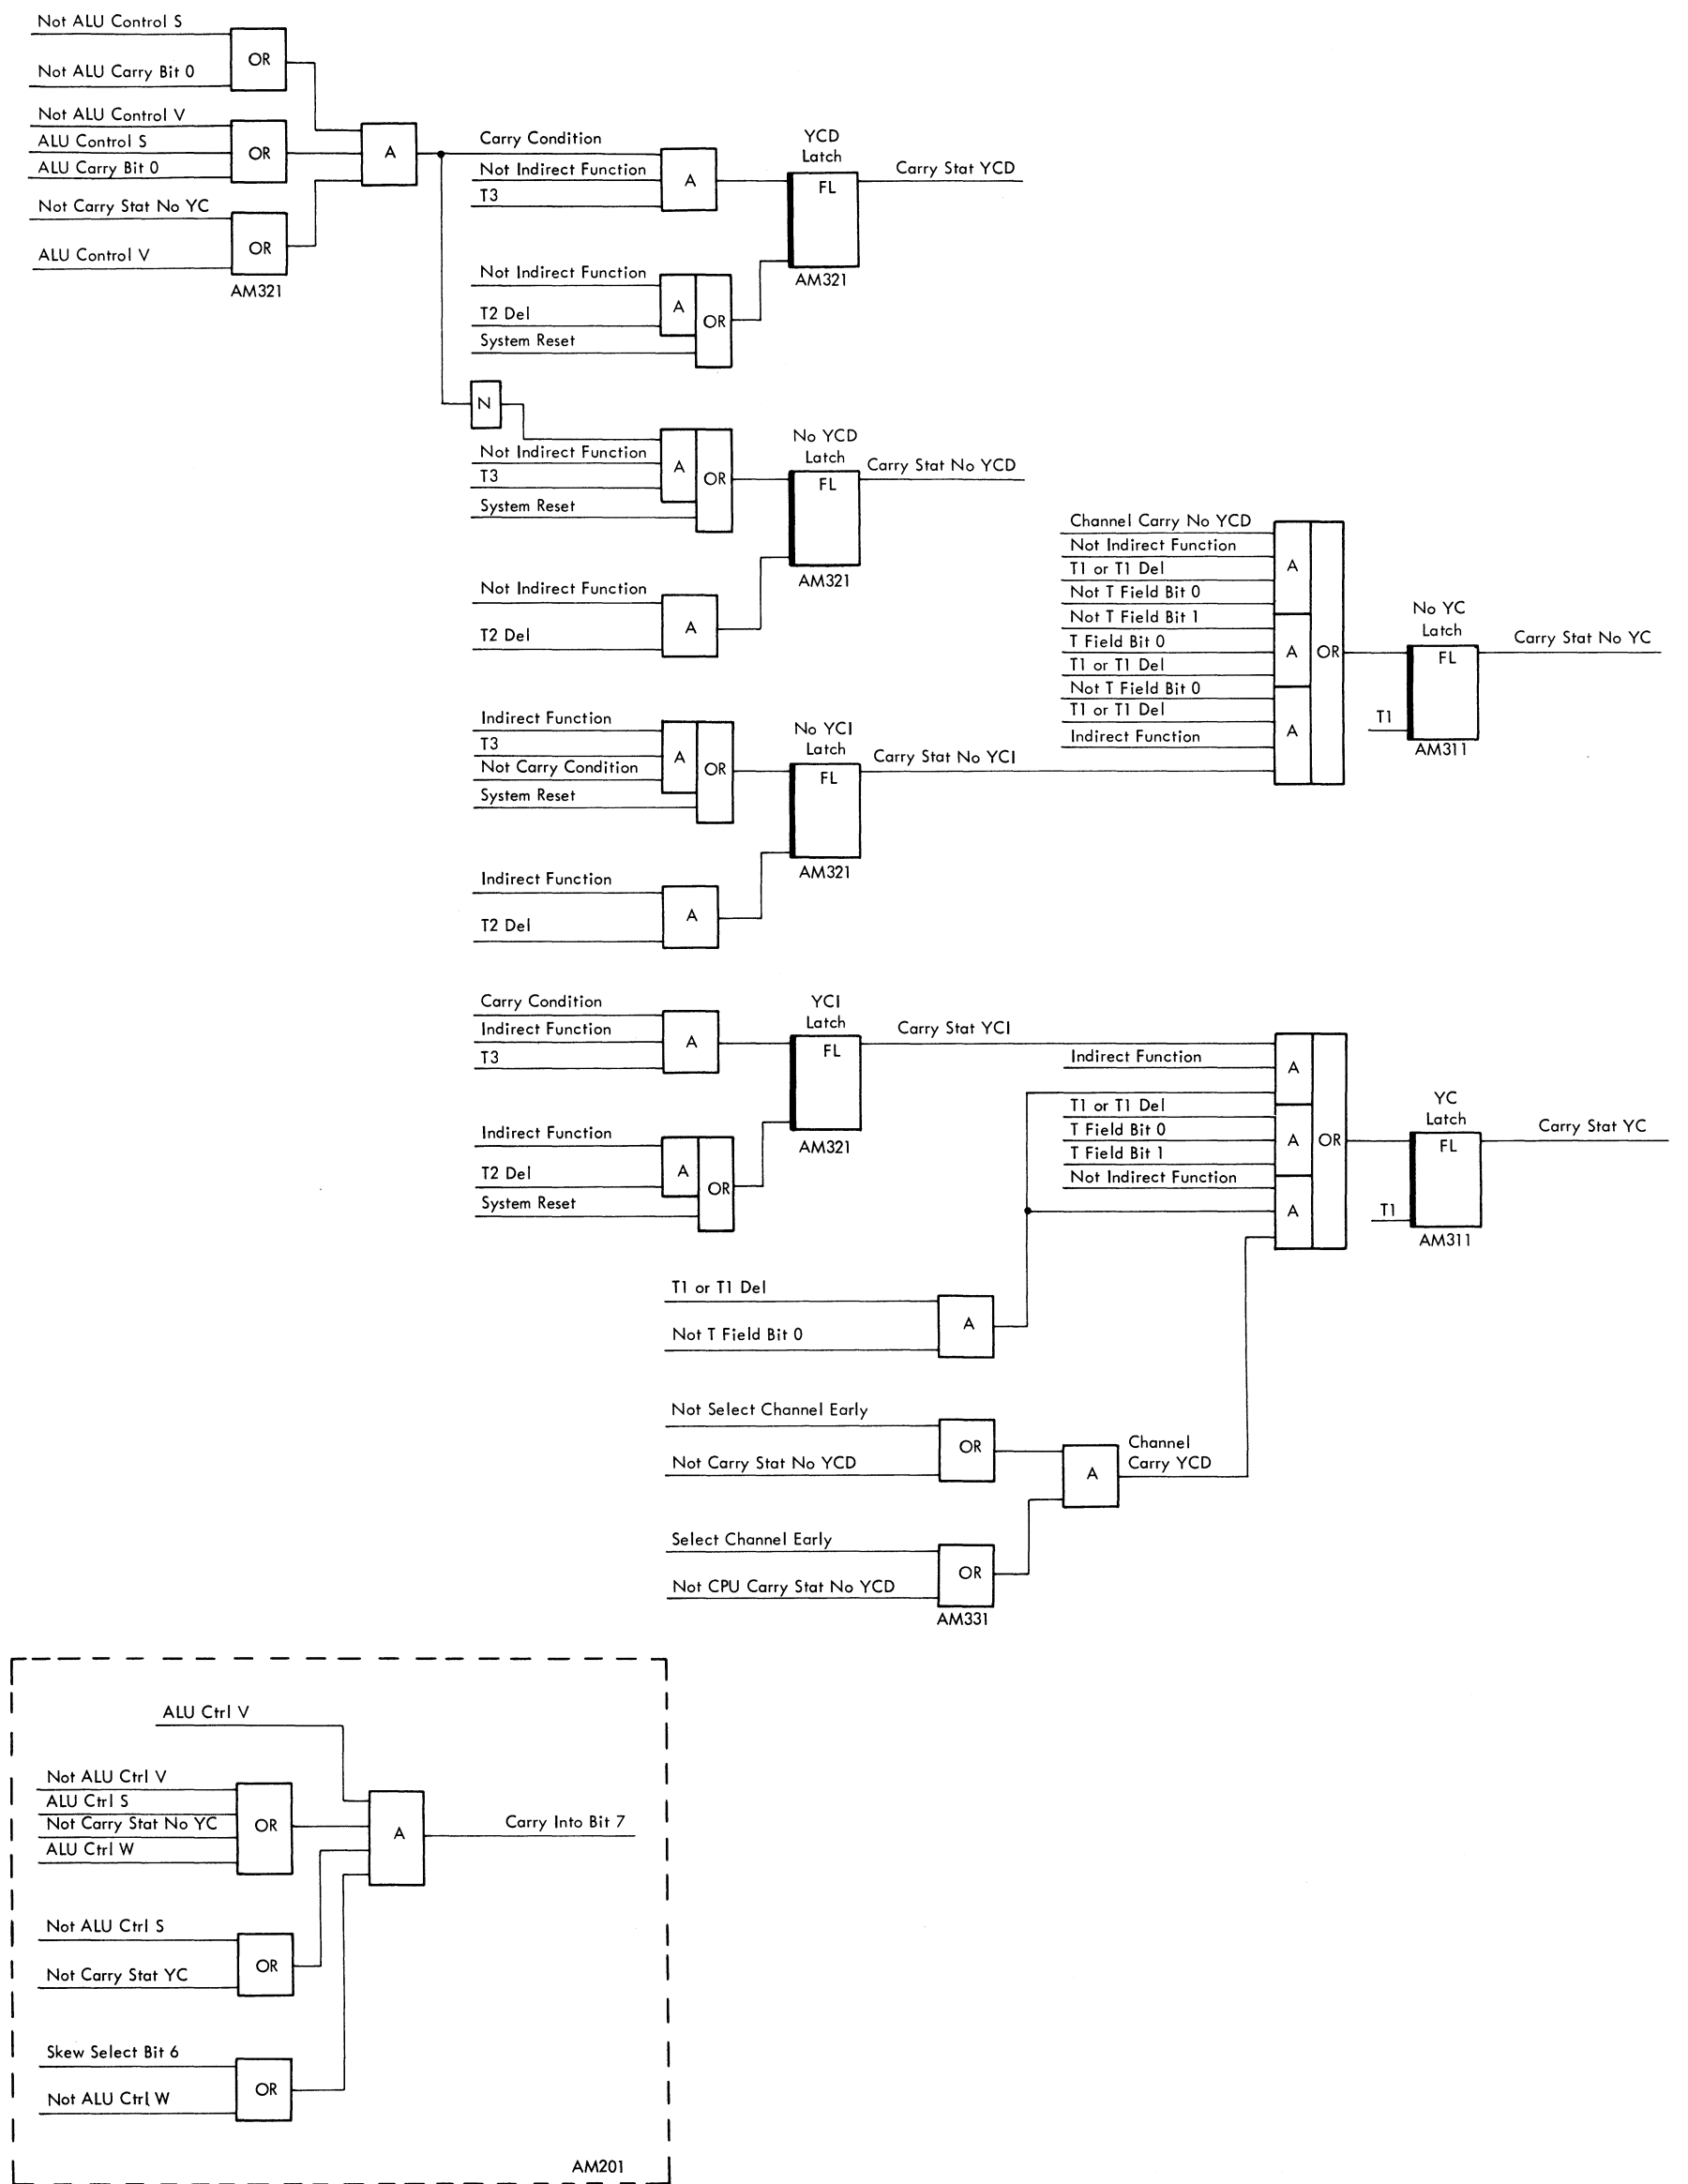 Not ALU Control S
OR
Not ALU Carry Bit 0
Not ALU Control V
ALU Control S
OR
ALU Carry Bit 0
Not Carry Stat No YC
OR
ALU Control V
AM321
A
Carry Condition
Not Indirect Function
T3
A
YCD
Latch
FL
Carry Stat YCD
AM321
Not Indirect Function
T2 Del
A
OR
System Reset
N
Not Indirect Function
T3
A
OR
System Reset
No YCD
Latch
FL
Carry Stat No YCD
AM321
Not Indirect Function
T2 Del
A
Channel Carry No YCD
Not Indirect Function
T1 or T1 Del
A
Not T Field Bit 0
Not T Field Bit 1
T Field Bit 0
A
OR
T1 or T1 Del
Not T Field Bit 0
T1 or T1 Del
A
Indirect Function
No YC
Latch
FL
Carry Stat No YC
T1
AM311
Indirect Function
T3
A
OR
Not Carry Condition
System Reset
No YCI
Latch
FL
Carry Stat No YCI
AM321
Indirect Function
T2 Del
A
Carry Condition
Indirect Function
A
T3
YCI
Latch
FL
Carry Stat YCI
AM321
Indirect Function
T2 Del
A
OR
System Reset
Indirect Function
A
T1 or T1 Del
T Field Bit 0
A
OR
T Field Bit 1
Not Indirect Function
A
YC
Latch
FL
Carry Stat YC
T1
AM311
T1 or T1 Del
A
Not T Field Bit 0
Not Select Channel Early
OR
Not Carry Stat No YCD
A
Channel
Carry YCD
Select Channel Early
OR
Not CPU Carry Stat No YCD
AM331
ALU Ctrl V
Not ALU Ctrl V
ALU Ctrl S
Not Carry Stat No YC
OR
ALU Ctrl W
A
Carry Into Bit 7
Not ALU Ctrl S
OR
Not Carry Stat YC
Skew Select Bit 6
OR
Not ALU Ctrl W
AM201